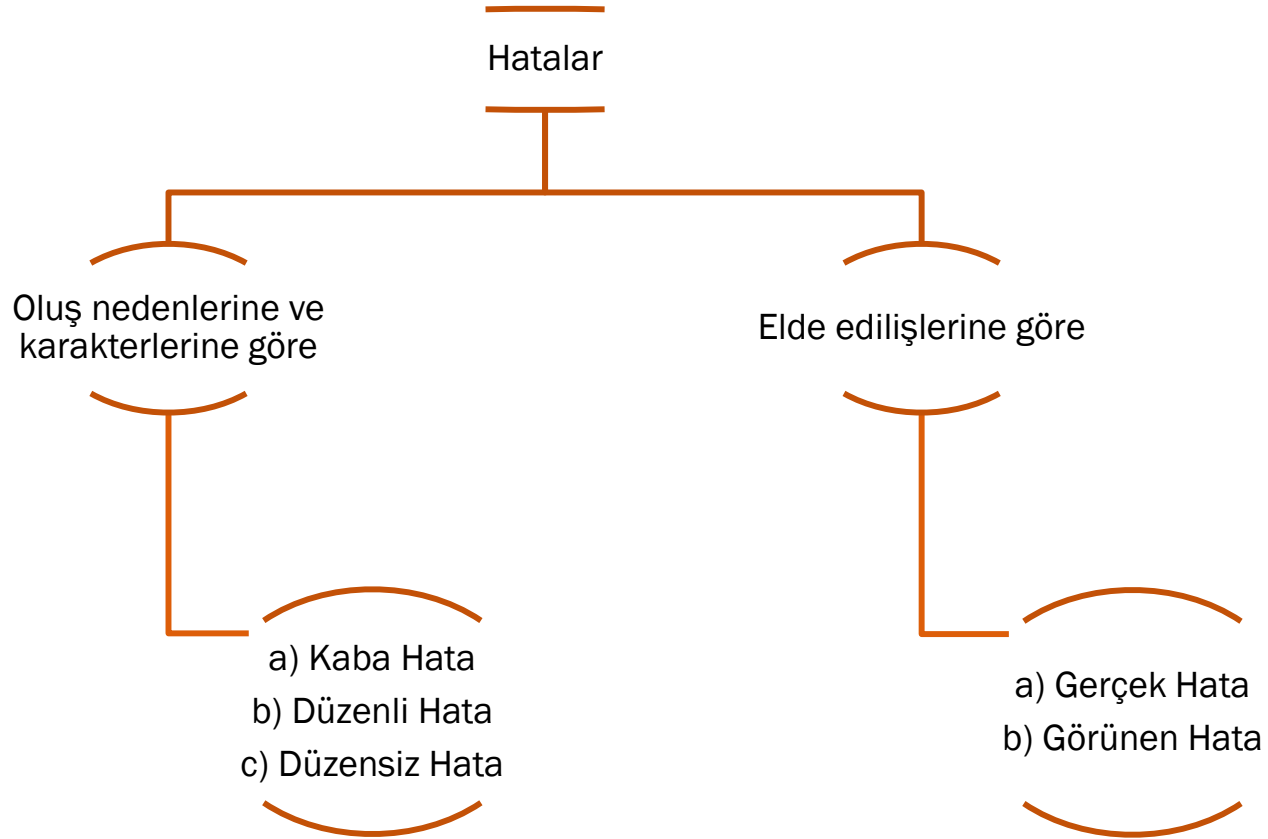 Hatalar
Oluş nedenlerine ve
karakterlerine göre
Elde edilişlerine göre
a) Kaba Hata
b) Düzenli Hata
c) Düzensiz Hata
a) Gerçek Hata
b) Görünen Hata